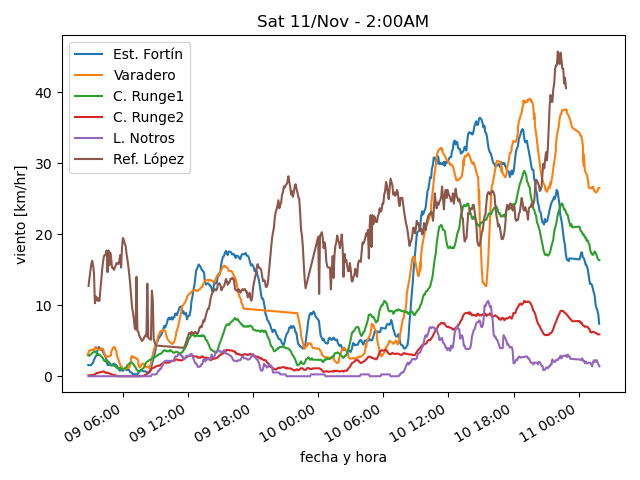 Sat 11/Nov - 2:00AM
Est. Fortín
Varadero
C. Runge1
C. Runge2
L. Notros
Ref. López
viento [km/hr]
40
30
20
10
0
09 06:00
09 12:00
09 18:00
10 00:00
10 06:00
10 12:00
10 18:00
11 00:00
fecha y hora